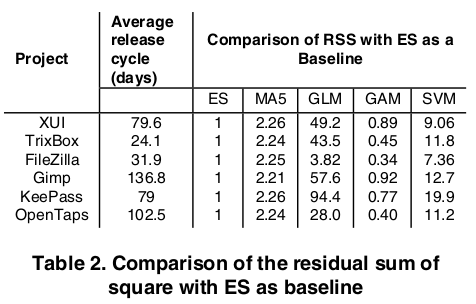 Project Average release cycle (days) Comparison of RSS with ES as a Baseline
ES MA5 GLM GAM SVM
XUI 79.6 1 2.26 49.2 0.89 9.06
TrixBox 24.1 1 2.24 43.5 0.45 11.8
FileZilla 31.9 1 2.25 3.82 0.34 7.36
Gimp 136.8 1 2.21 57.6 0.92 12.7
KeePass 79 1 2.26 94.4 0.77 19.9
OpenTaps 102.5 1 2.24 28.0 0.40 11.2
Table 2. Comparison of the residual sum of
square with ES as baseline